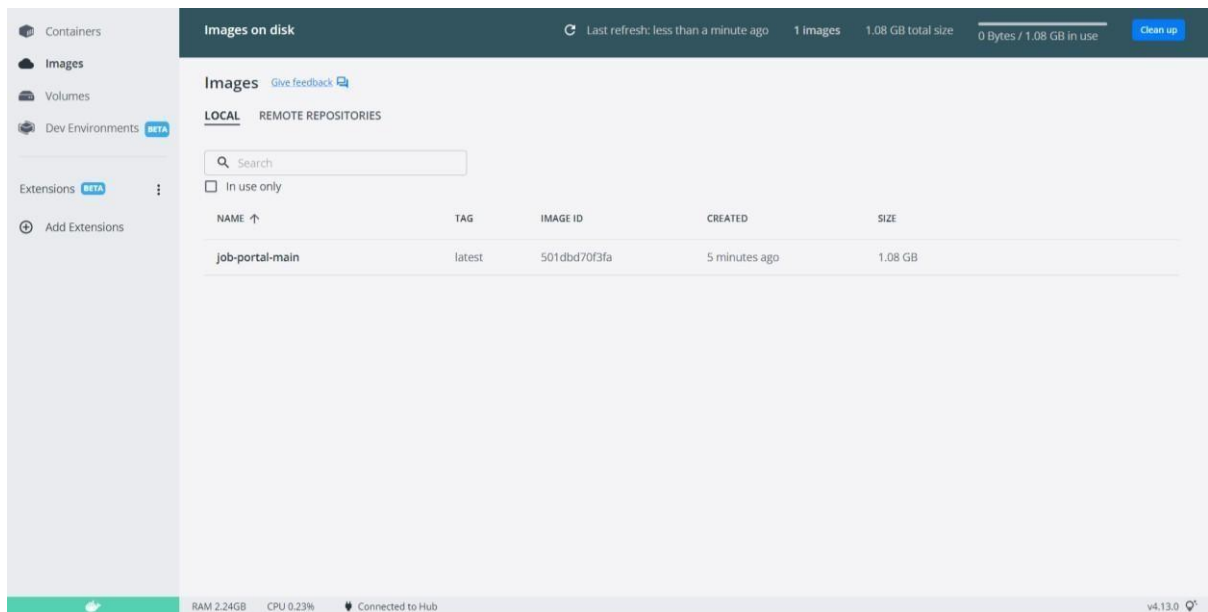 Containers
Images
Volumes
Dev Environments BETA
Extensions BETA
Add Extensions
Images on disk
Last refresh: less than a minute ago
1 images
1.08 GB total size
0 Bytes / 1.08 GB in use
Clean up
Images Give feedback
LOCAL REMOTE REPOSITORIES
Search
In use only
NAME TAG IMAGE ID CREATED SIZE
job-portal-main latest 501dbd70f3fa 5 minutes ago 1.08 GB
RAM 2.24GB CPU 0.23% Connected to Hub v4.13.0